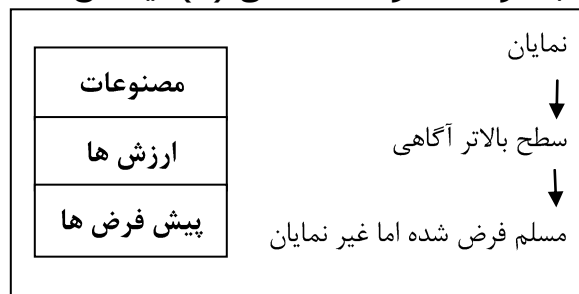 نمایان
مصنوعات
سطح بالاتر آگاهی
ارزش ها
مسلم فرض شده اما غیر نمایان
پیش فرض ها